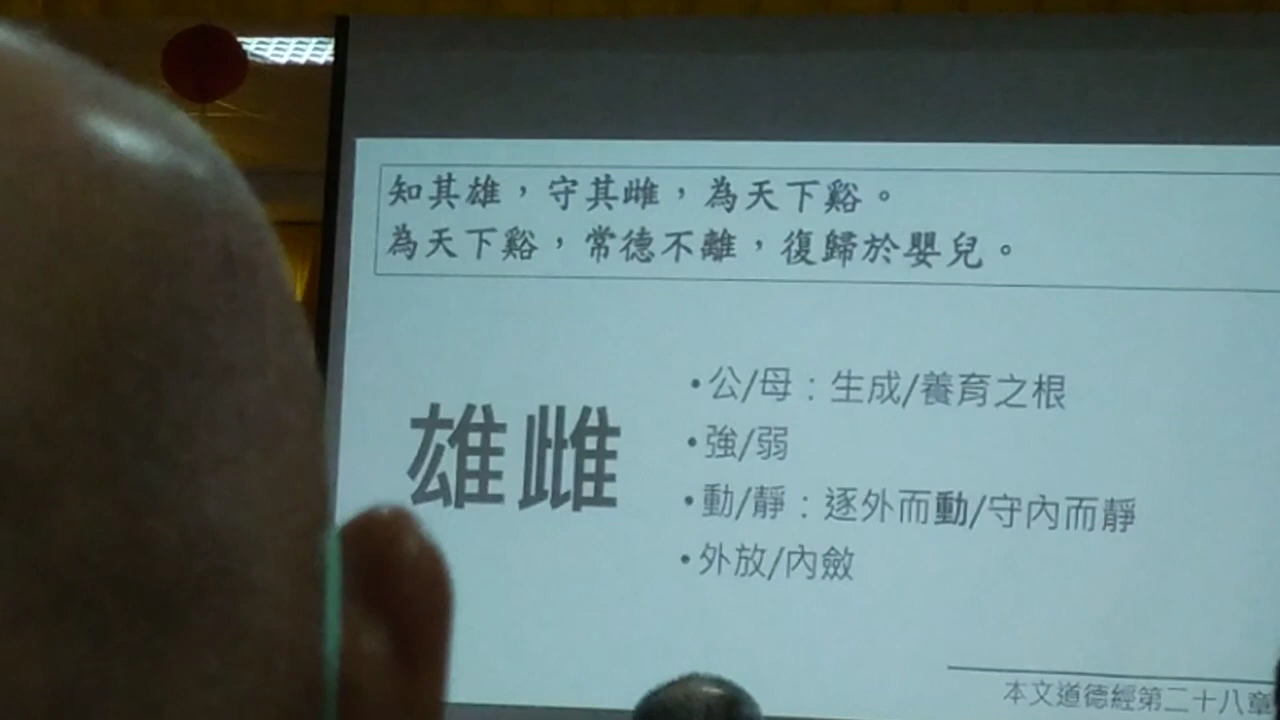 知其雄，守其雌，為天下谿。
為天下谿，常德不離，復歸於嬰兒。
雄雌
•公/母：生成/養育之根
•強/弱
•動/靜：逐外而動/守內而靜
•外放/內斂
本文道德經第二十八章